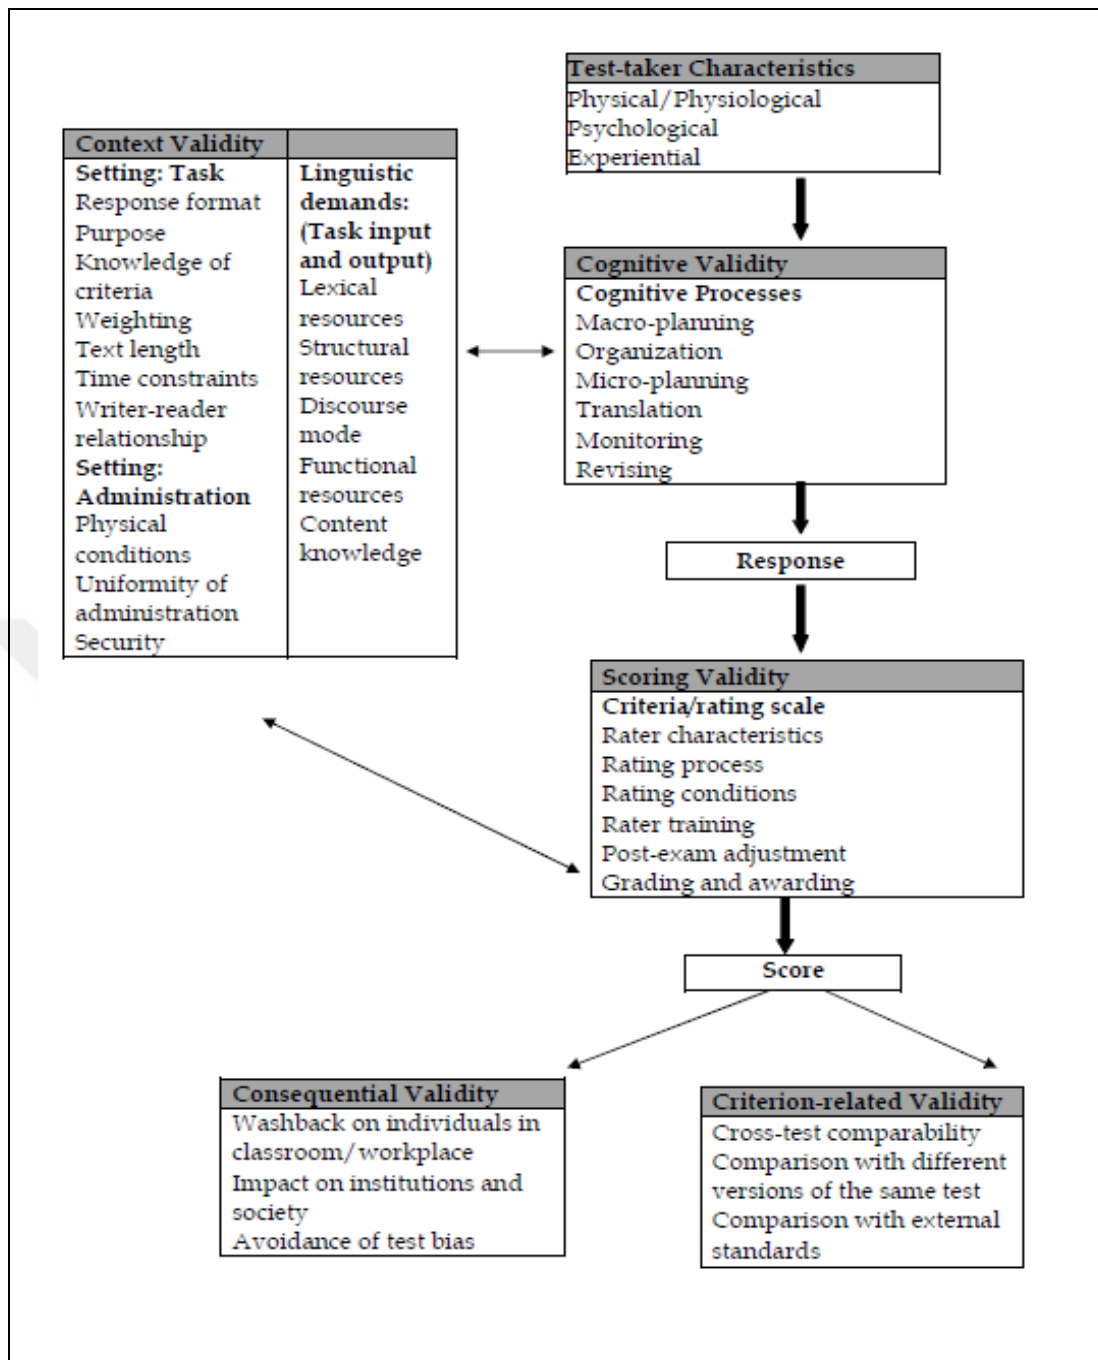 Test-taker Characteristics
Physical/Physiological
Psychological
Experiential
Context Validity
Setting: Task
Response format
Purpose
Knowledge of
criteria
Weighting
Text length
Time constraints
Writer-reader
relationship
Setting:
Administration
Physical
conditions
Uniformity of
administration
Security
Linguistic
demands:
(Task input
and output)
Lexical
resources
Structural
resources
Discourse
mode
Functional
resources
Content
knowledge
Cognitive Validity
Cognitive Processes
Macro-planning
Organization
Micro-planning
Translation
Monitoring
Revising
Response
Scoring Validity
Criteria/rating scale
Rater characteristics
Rating process
Rating conditions
Rater training
Post-exam adjustment
Grading and awarding
Score
Consequential Validity
Washback on individuals in
classroom/workplace
Impact on institutions and
society
Avoidance of test bias
Criterion-related Validity
Cross-test comparability
Comparison with different
versions of the same test
Comparison with external
standards